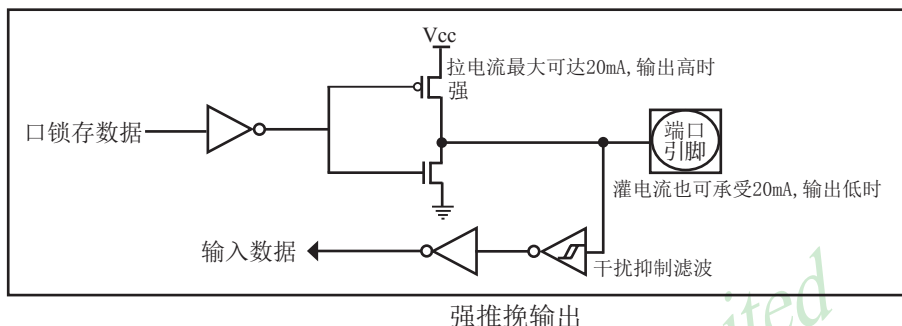 Vcc
拉电流最大可达20mA,输出高时
强
口锁存数据
端口
引脚
灌电流也可承受20mA,输出低时
输入数据
干扰抑制滤波
强推挽输出
ited